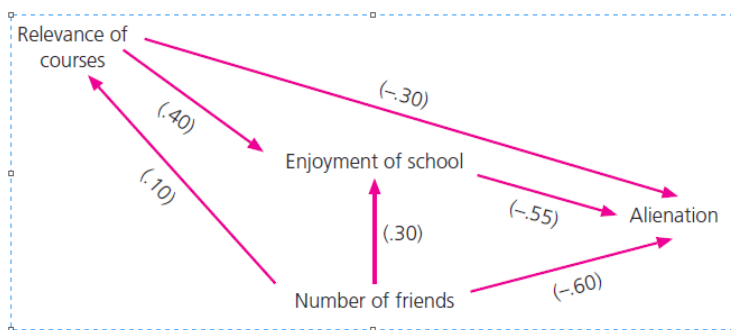 Relevance of
courses
(–.30)
(.40)
Enjoyment of school
(.10)
(–.55)
Alienation
(.30)
(–.60)
Number of friends